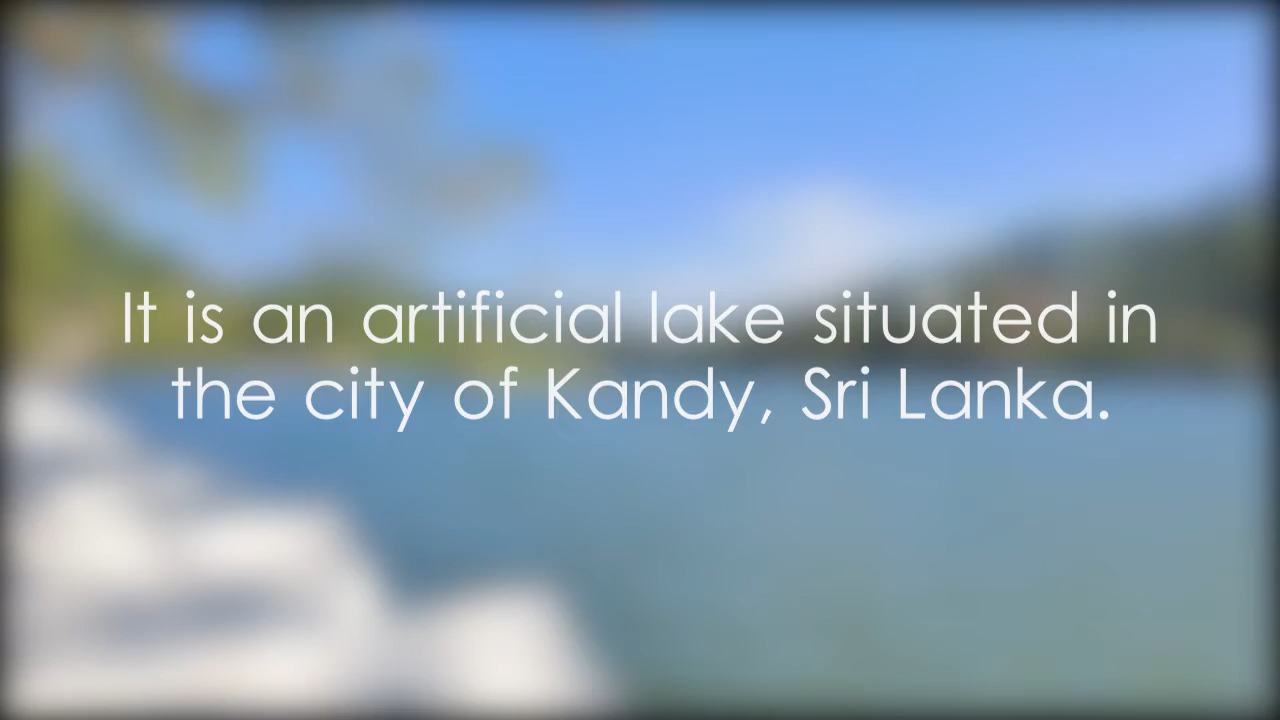 It is an artificial lake situated in
the city of Kandy, Sri Lanka.